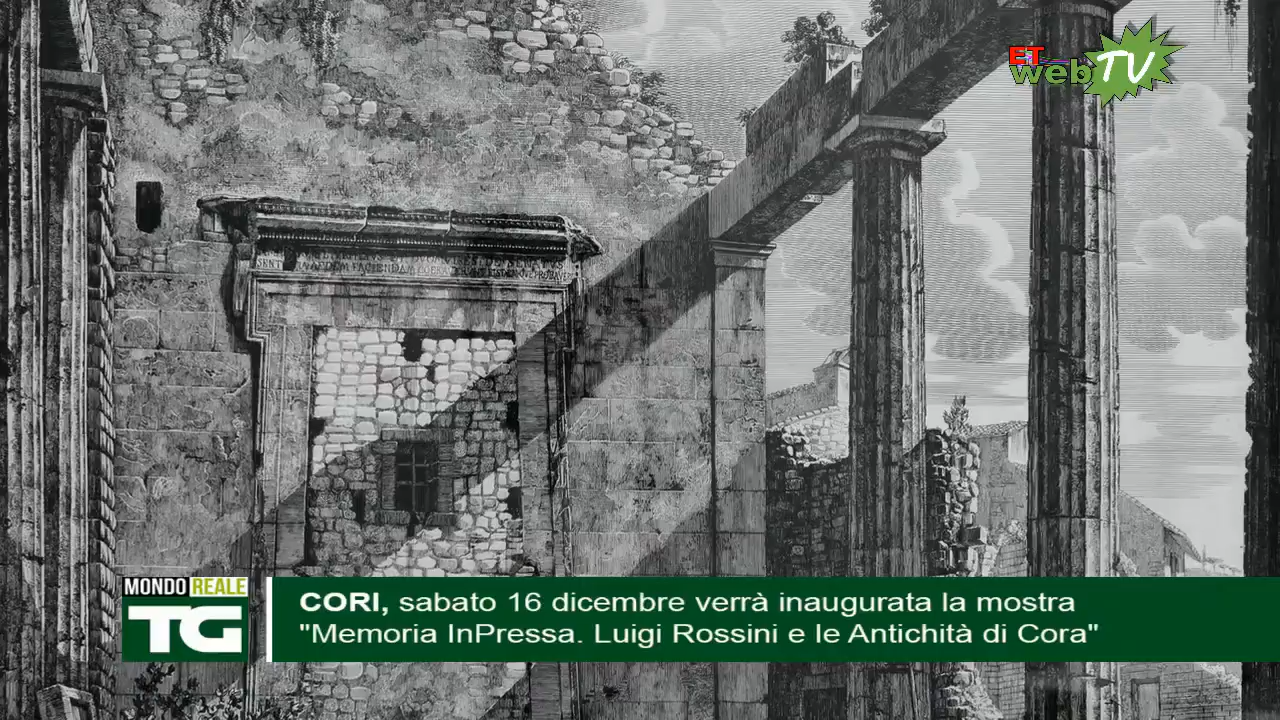 ET
webTV
MONDO REALE
TG
CORI, sabato 16 dicembre verrà inaugurata la mostra
"Memoria InPressa. Luigi Rossini e le Antichità di Cora"